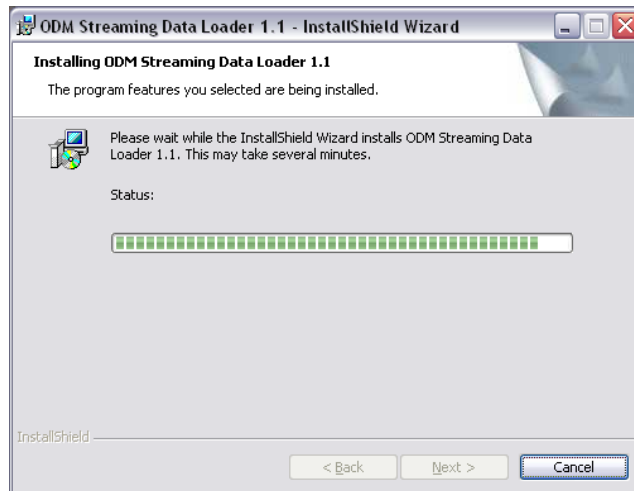 ODM Streaming Data Loader 1.1 - InstallShield Wizard
Installing ODM Streaming Data Loader 1.1
The program features you selected are being installed.
Please wait while the InstallShield Wizard installs ODM Streaming Data
Loader 1.1. This may take several minutes.
Status:
InstallShield
< Back Next > Cancel